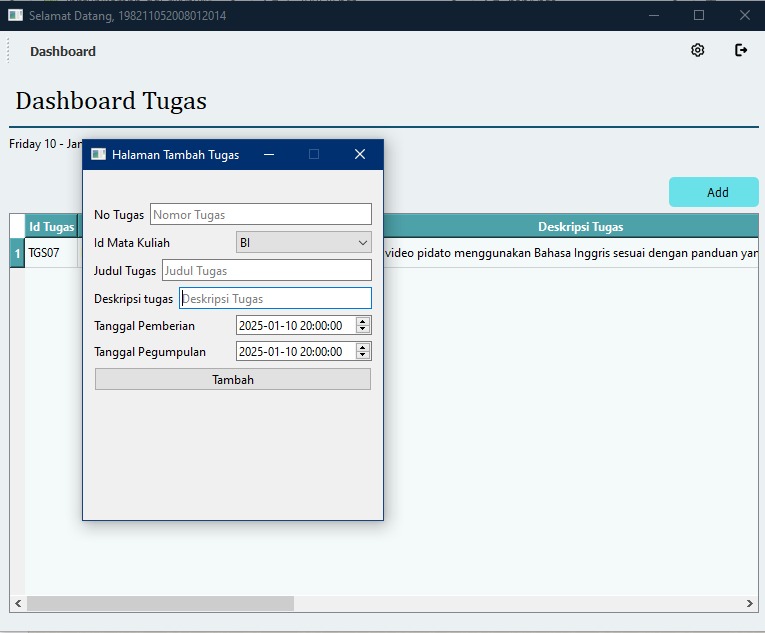 Selamat Datang, 198211052008012014
Dashboard
Dashboard Tugas
Friday 10 - Jan
Halaman Tambah Tugas
Add
No Tugas Nomor Tugas
Id Mata Kuliah BI
Judul Tugas Judul Tugas
Deskripsi tugas Deskripsi Tugas
Tanggal Pemberian 2025-01-10 20:00:00
Tanggal Pegumpulan 2025-01-10 20:00:00
Tambah
Id Tugas Deskripsi Tugas
1 TGS07 video pidato menggunakan Bahasa Inggris sesuai dengan panduan yan